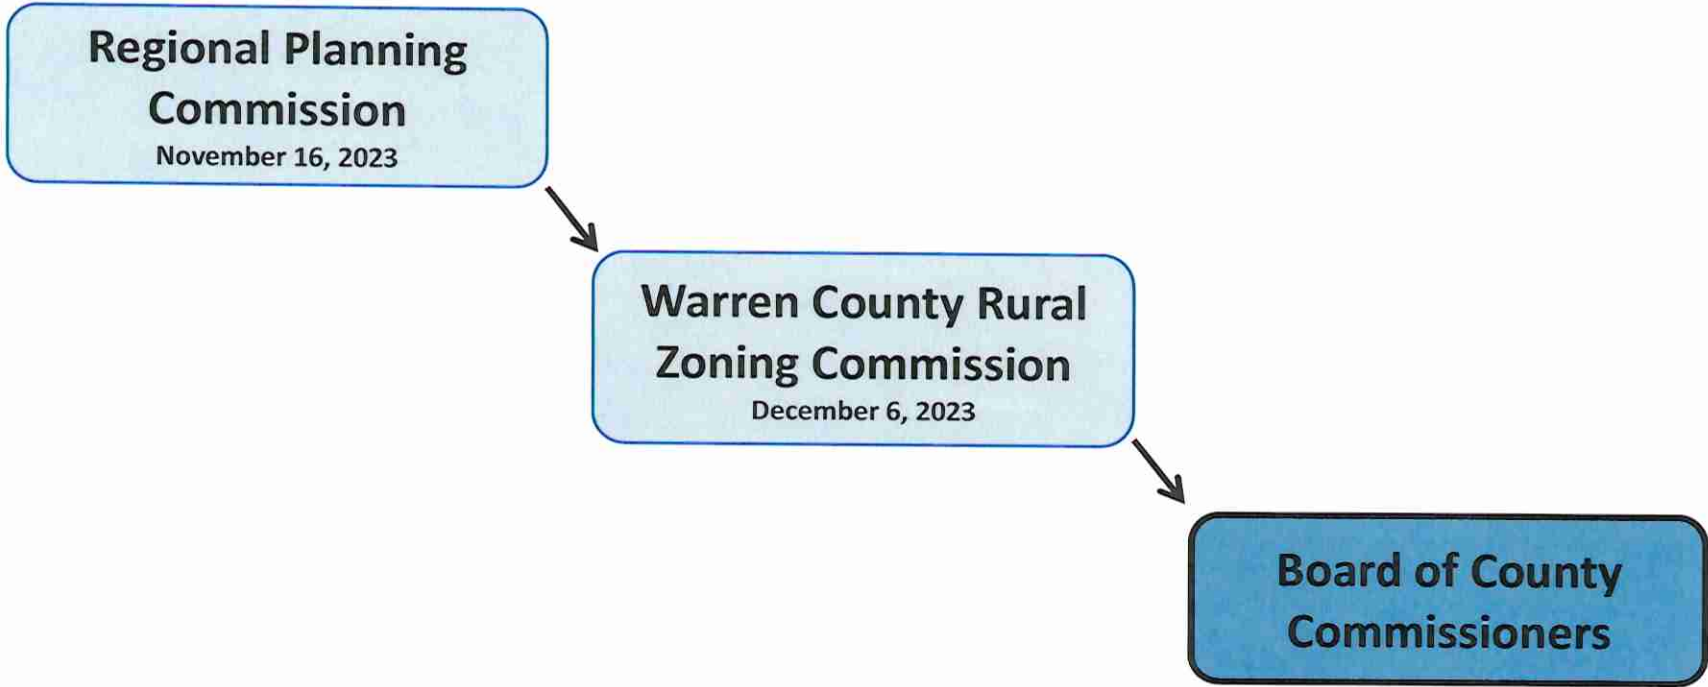 Regional Planning
Commission
November 16, 2023
Warren County Rural
Zoning Commission
December 6, 2023
Board of County
Commissioners